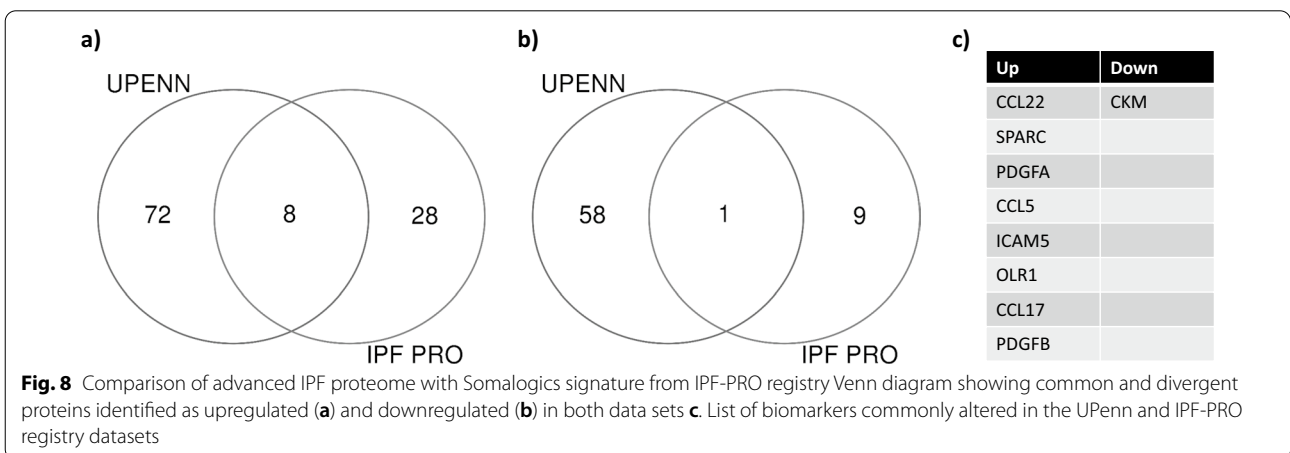 a)
UPENN
72
8
28
IPF PRO
b)
UPENN
58
1
9
IPF PRO
c)
Up Down
CCL22 CKM
SPARC
PDGFA
CCL5
ICAM5
OLR1
CCL17
PDGFB
Fig. 8 Comparison of advanced IPF proteome with Somalogics signature from IPF-PRO registry Venn diagram showing common and divergent
proteins identified as upregulated (a) and downregulated (b) in both data sets c. List of biomarkers commonly altered in the UPenn and IPF-PRO
registry datasets